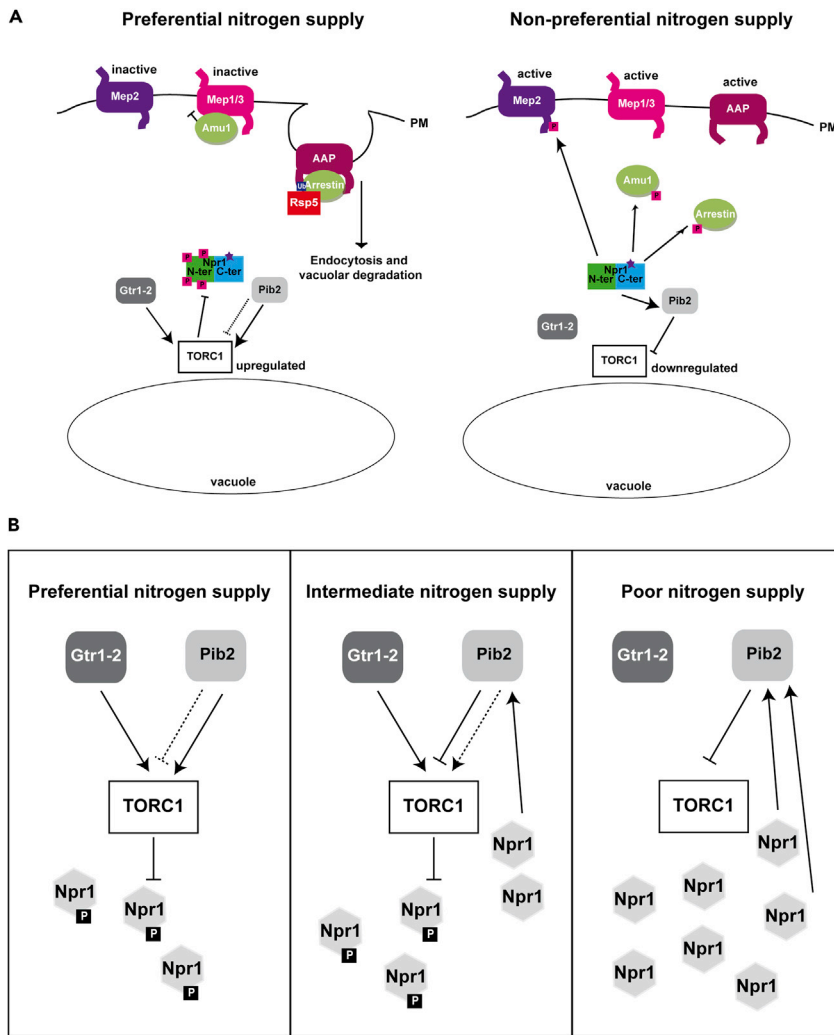 A
Preferential nitrogen supply
inactive
inactive
Mep2
Mep1/3
Amu1
PM
AAP
Ub
Arrestin
Rsp5
Endocytosis and
vacuolar degradation
P
P
Npr1
N-ter
C-ter
P
P
Gtr1-2
Pib2
TORC1
upregulated
vacuole
Non-preferential nitrogen supply
active
active
active
Mep2
Mep1/3
AAP
P
PM
Amu1
P
Arrestin
P
Npr1
N-ter
C-ter
Pib2
Gtr1-2
TORC1
downregulated
vacuole
B
Preferential nitrogen supply
Gtr1-2
Pib2
TORC1
Npr1
P
Npr1
P
Npr1
P
Intermediate nitrogen supply
Gtr1-2
Pib2
TORC1
Npr1
Npr1
Npr1
P
Npr1
P
Npr1
P
Poor nitrogen supply
Gtr1-2
Pib2
TORC1
Npr1
Npr1
Npr1
Npr1
Npr1
Npr1
Npr1